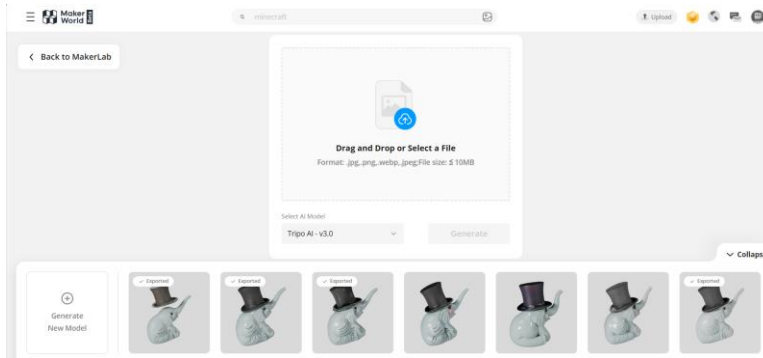 Maker
World
minecraft
Upload
Back to MakerLab
Drag and Drop or Select a File
Format: .jpg,.png,.webp,.jpeg;File size: ≤ 10MB
Select AI Model
Tripo AI - v3.0
Generate
Collaps
Generate
New Model
Exported
Exported
Exported
Exported